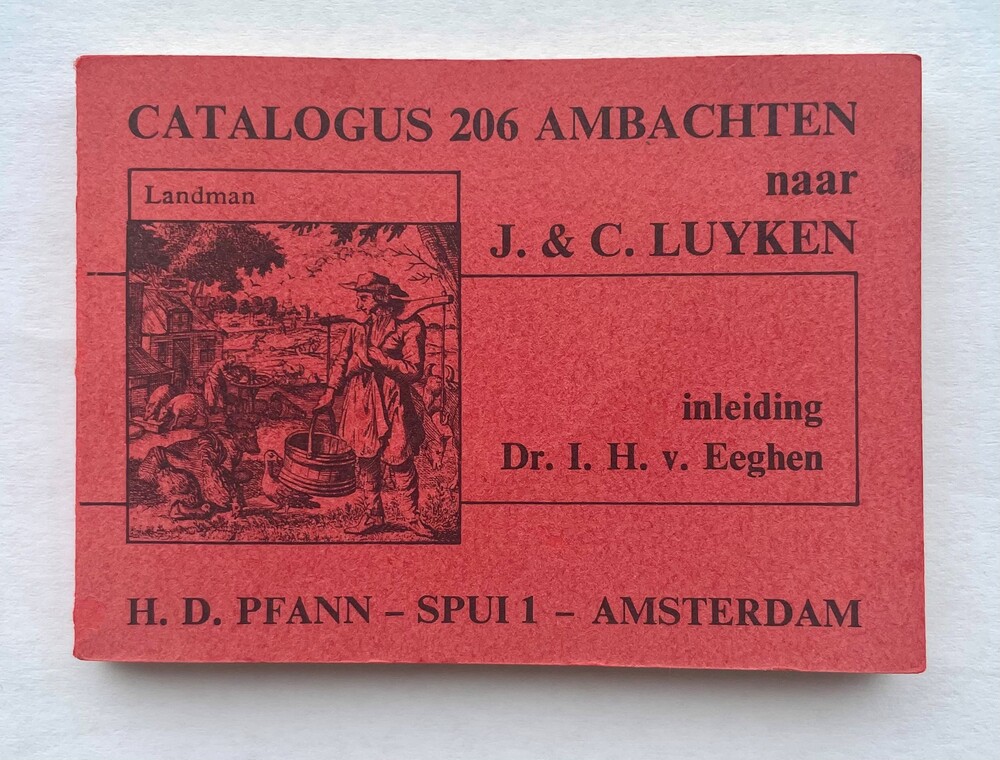 CATALOGUS 206 AMBACHTEN
naar
J. & C. LUYKEN
Landman
inleiding
Dr. I. H. v. Eeghen
H. D. PFANN – SPUI 1 – AMSTERDAM